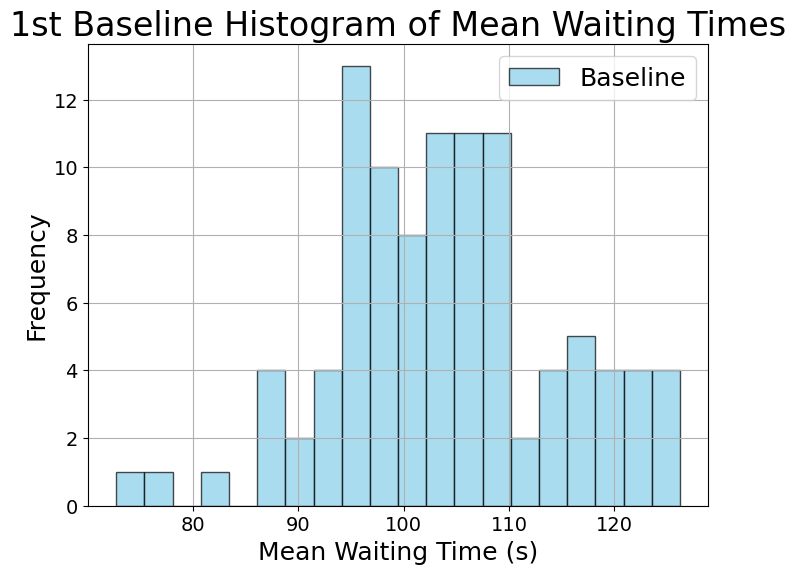 1st Baseline Histogram of Mean Waiting Times
Baseline
Frequency
12
10
8
6
4
2
0
80 90 100 110 120
Mean Waiting Time (s)